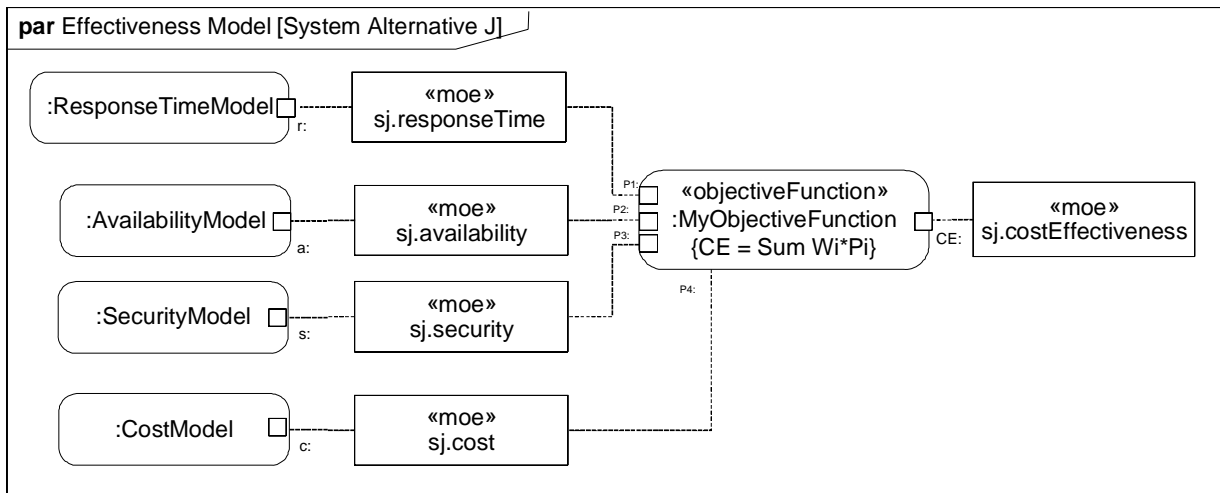 par Effectiveness Model [System Alternative J]
:ResponseTimeModel
r:
«moe»
sj.responseTime
:AvailabilityModel
a:
«moe»
sj.availability
:SecurityModel
s:
«moe»
sj.security
:CostModel
c:
«moe»
sj.cost
P1:
P2:
P3:
P4:
«objectiveFunction»
:MyObjectiveFunction
{CE = Sum Wi*Pi}
CE:
«moe»
sj.costEffectiveness